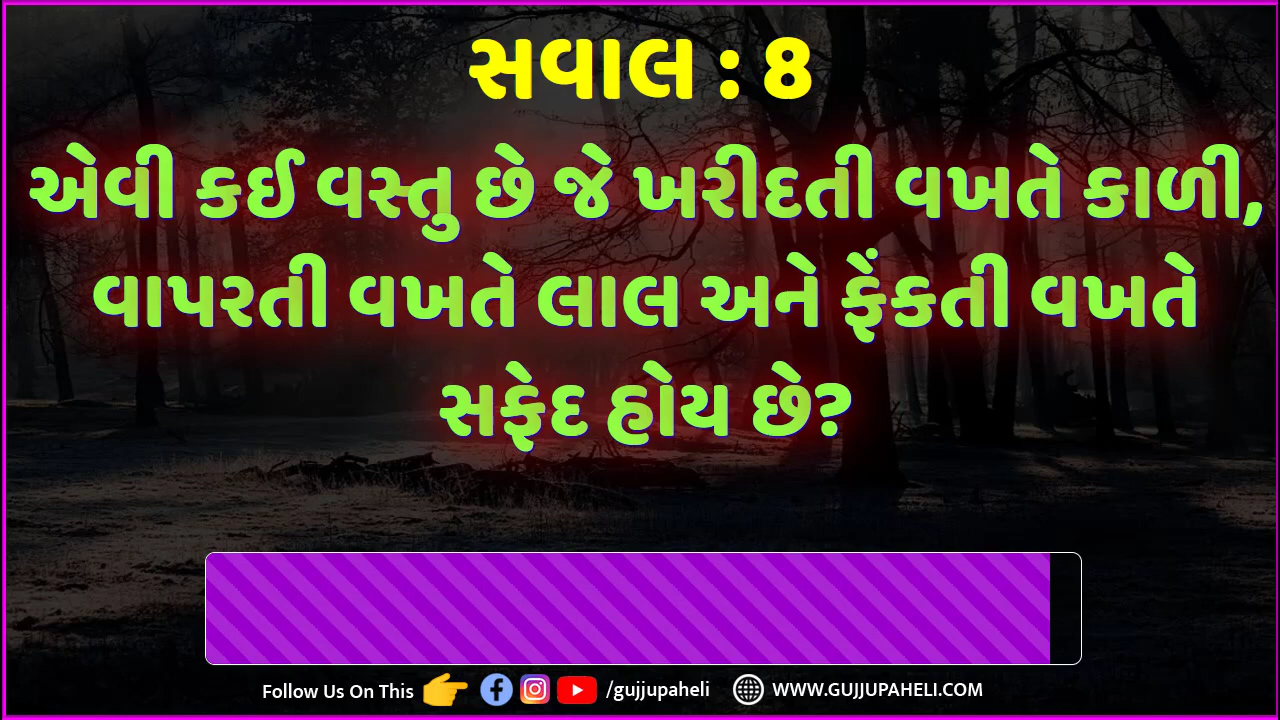 સવાલ : 8
એવી કઈ વસ્તુ છે જે ખરીદતી વખતે કાળી,
વાપરતી વખતે લાલ અને ફેંકતી વખતે
સફેદ હોય છે?
Follow Us On This /gujjupaheli WWW.GUJJUPAHELI.COM